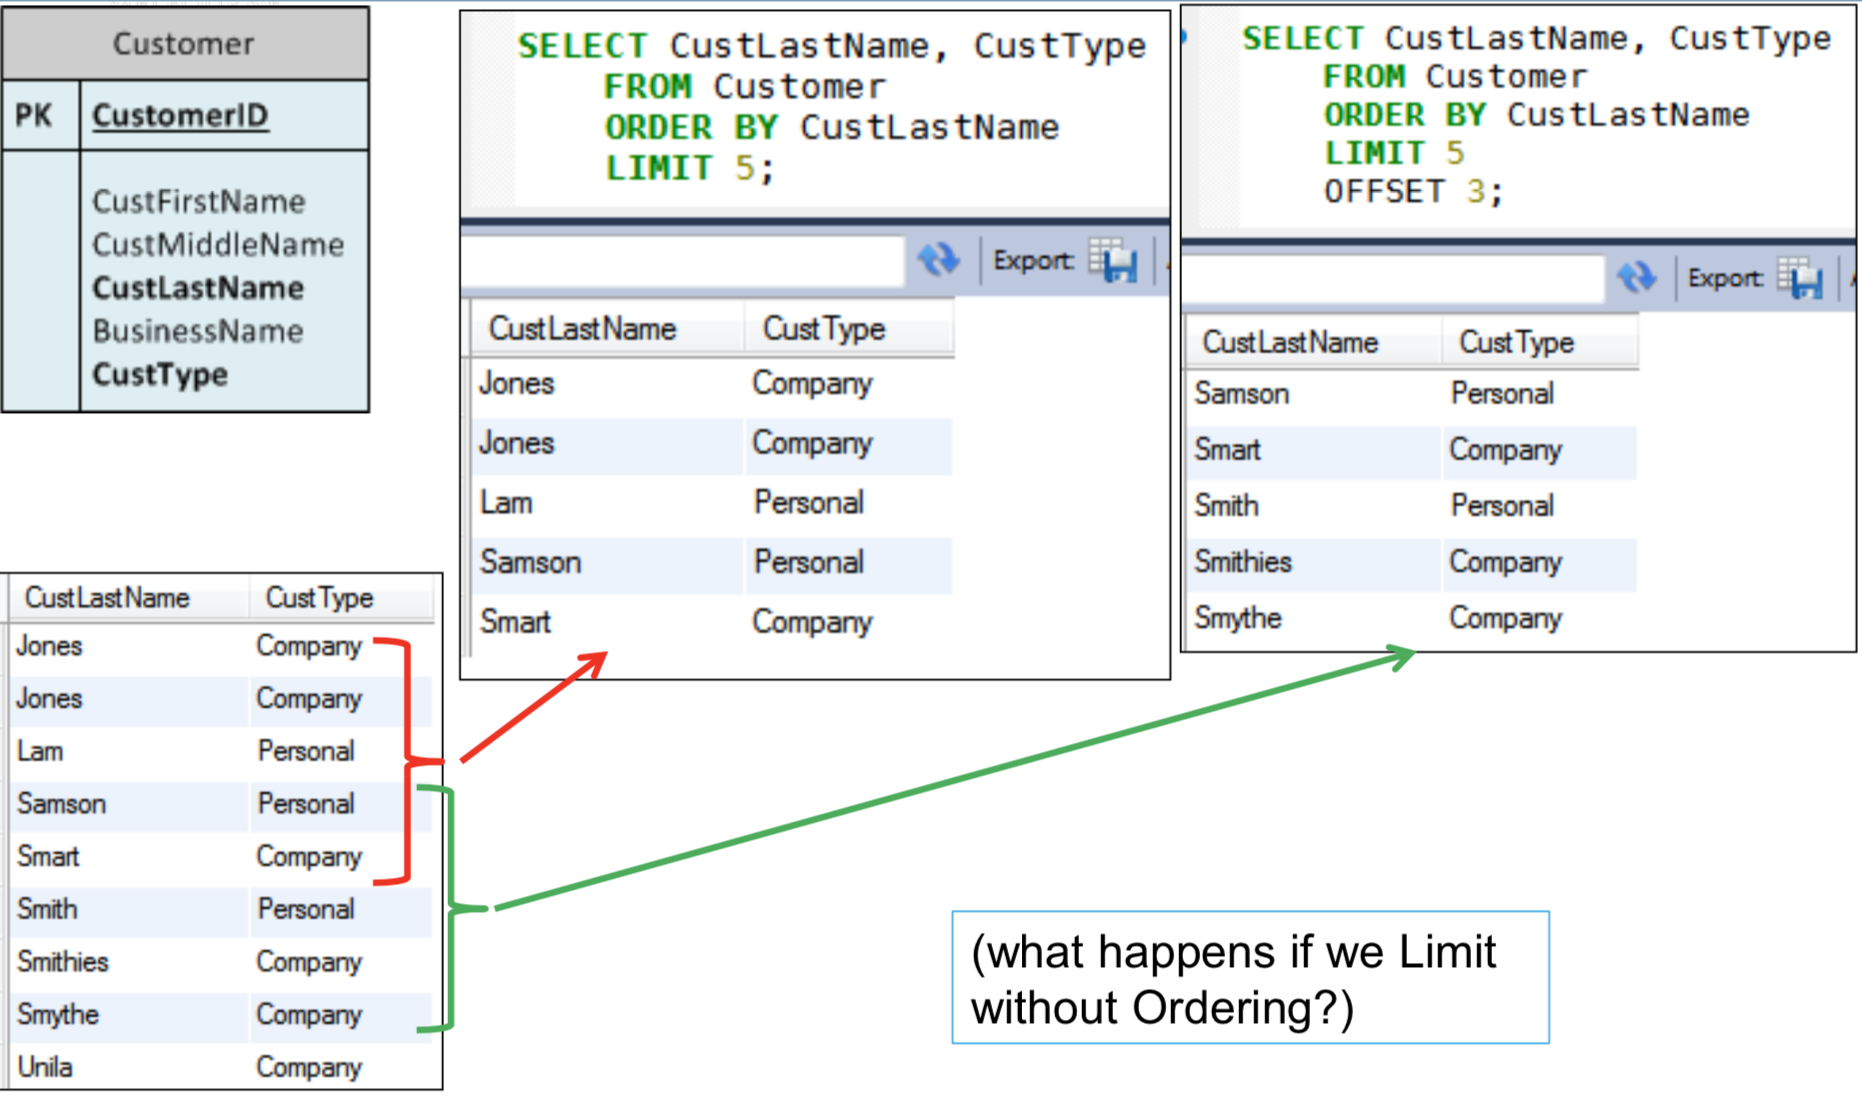 Customer
PK CustomerID
CustFirstName
CustMiddleName
CustLastName
BusinessName
CustType
SELECT CustLastName, CustType
FROM Customer
ORDER BY CustLastName
LIMIT 5;
Export:
CustLastName CustType
Jones Company
Jones Company
Lam Personal
Samson Personal
Smart Company
SELECT CustLastName, CustType
FROM Customer
ORDER BY CustLastName
LIMIT 5
OFFSET 3;
Export:
CustLastName CustType
Samson Personal
Smart Company
Smith Personal
Smithies Company
Smythe Company
CustLastName CustType
Jones Company
Jones Company
Lam Personal
Samson Personal
Smart Company
Smith Personal
Smithies Company
Smythe Company
Unila Company
(what happens if we Limit
without Ordering?)